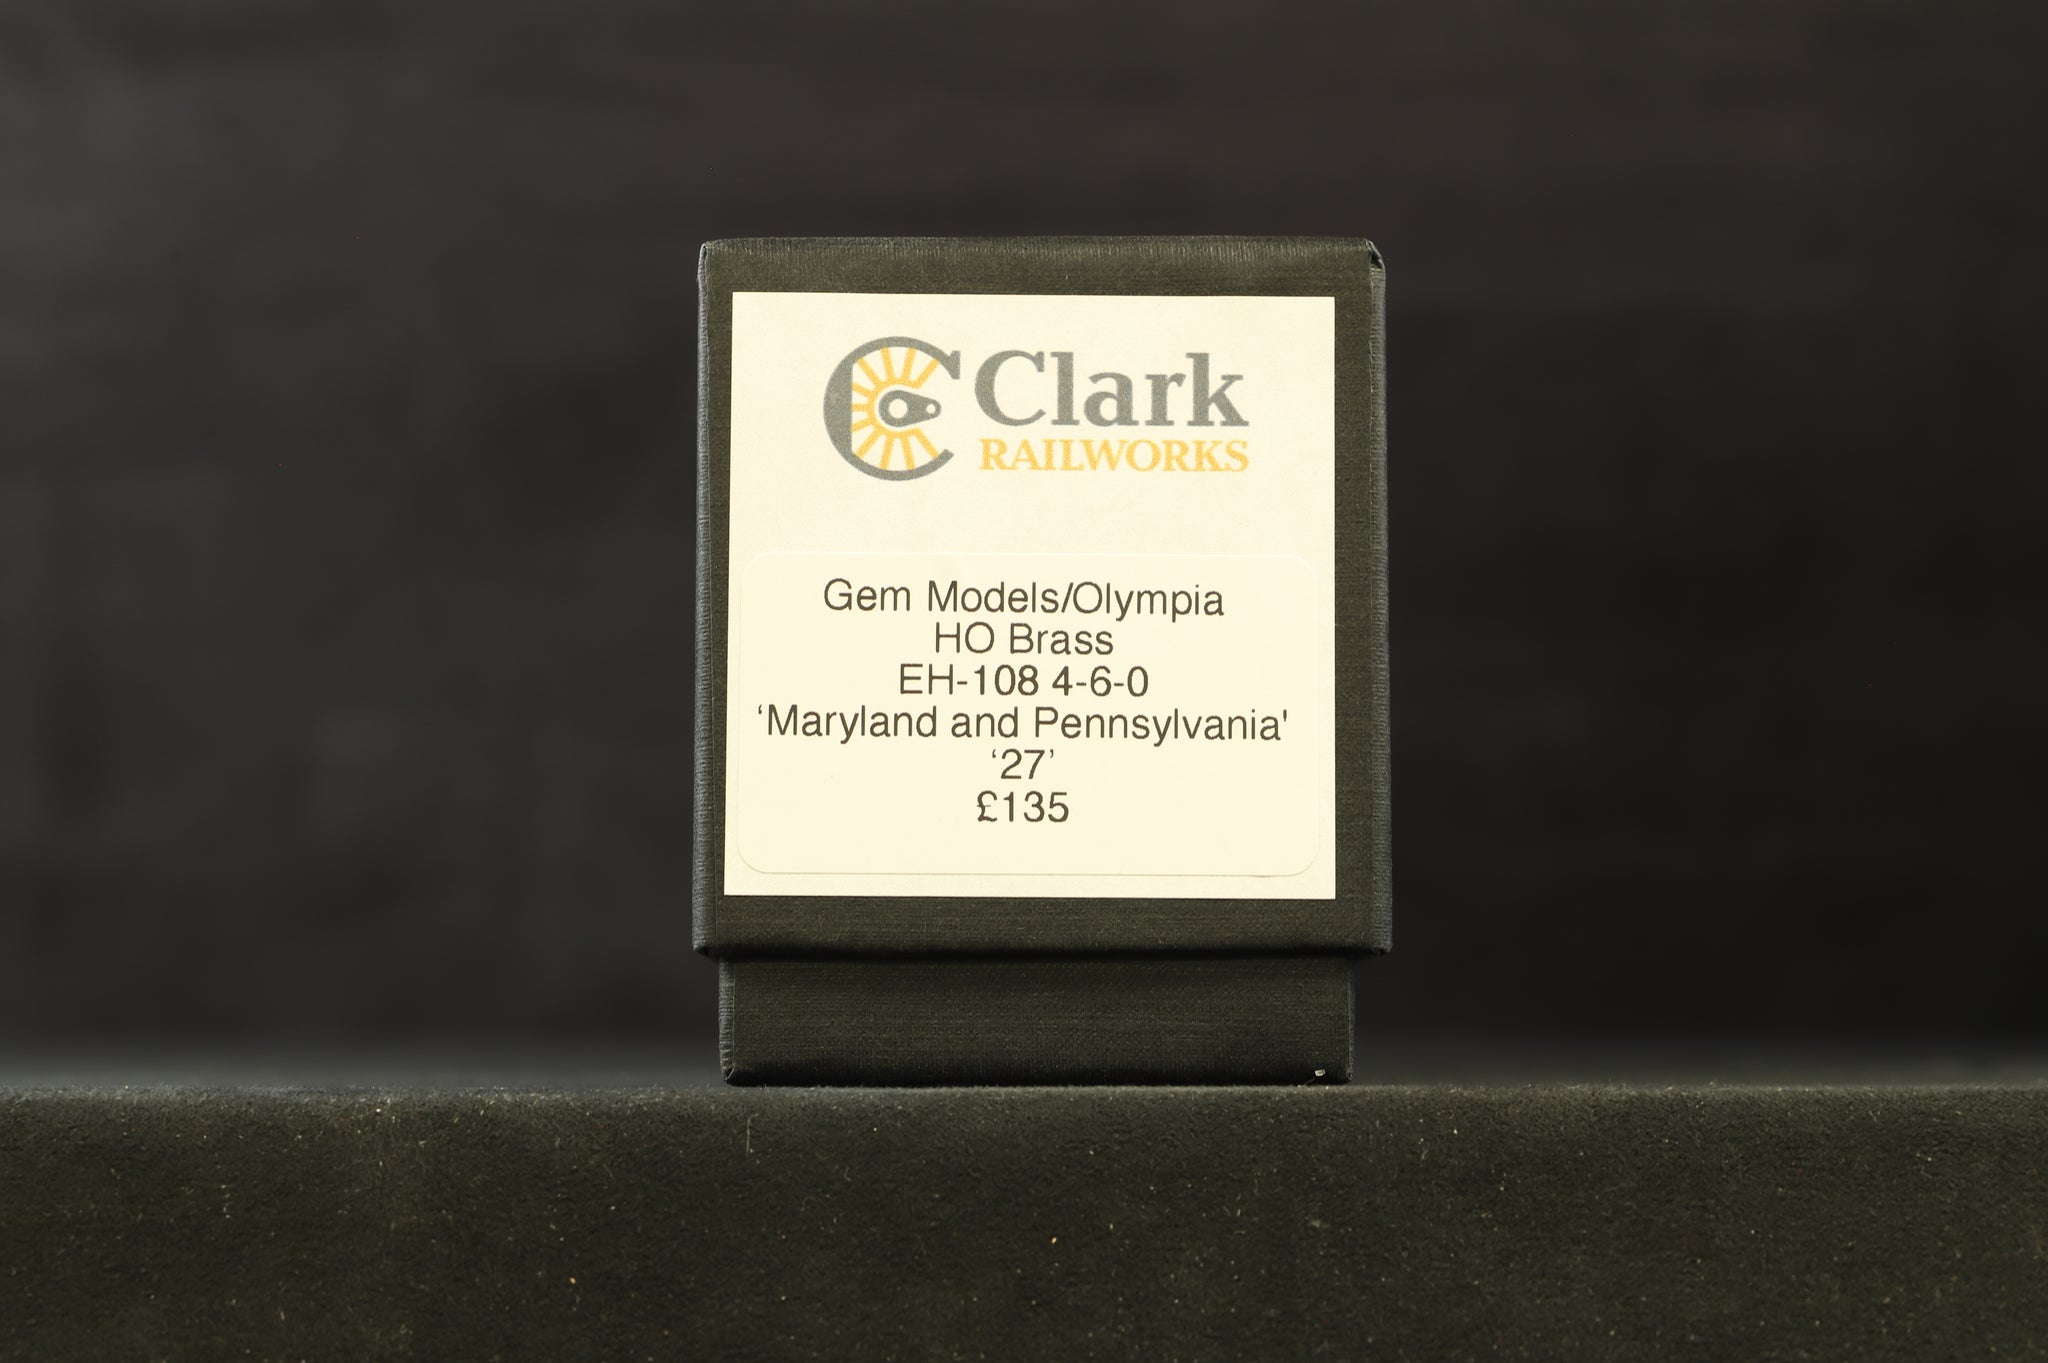 Clark
RAILWORKS
Gem Models/Olympia
HO Brass
EH-108 4-6-0
‘Maryland and Pennsylvania'
‘27’
£135